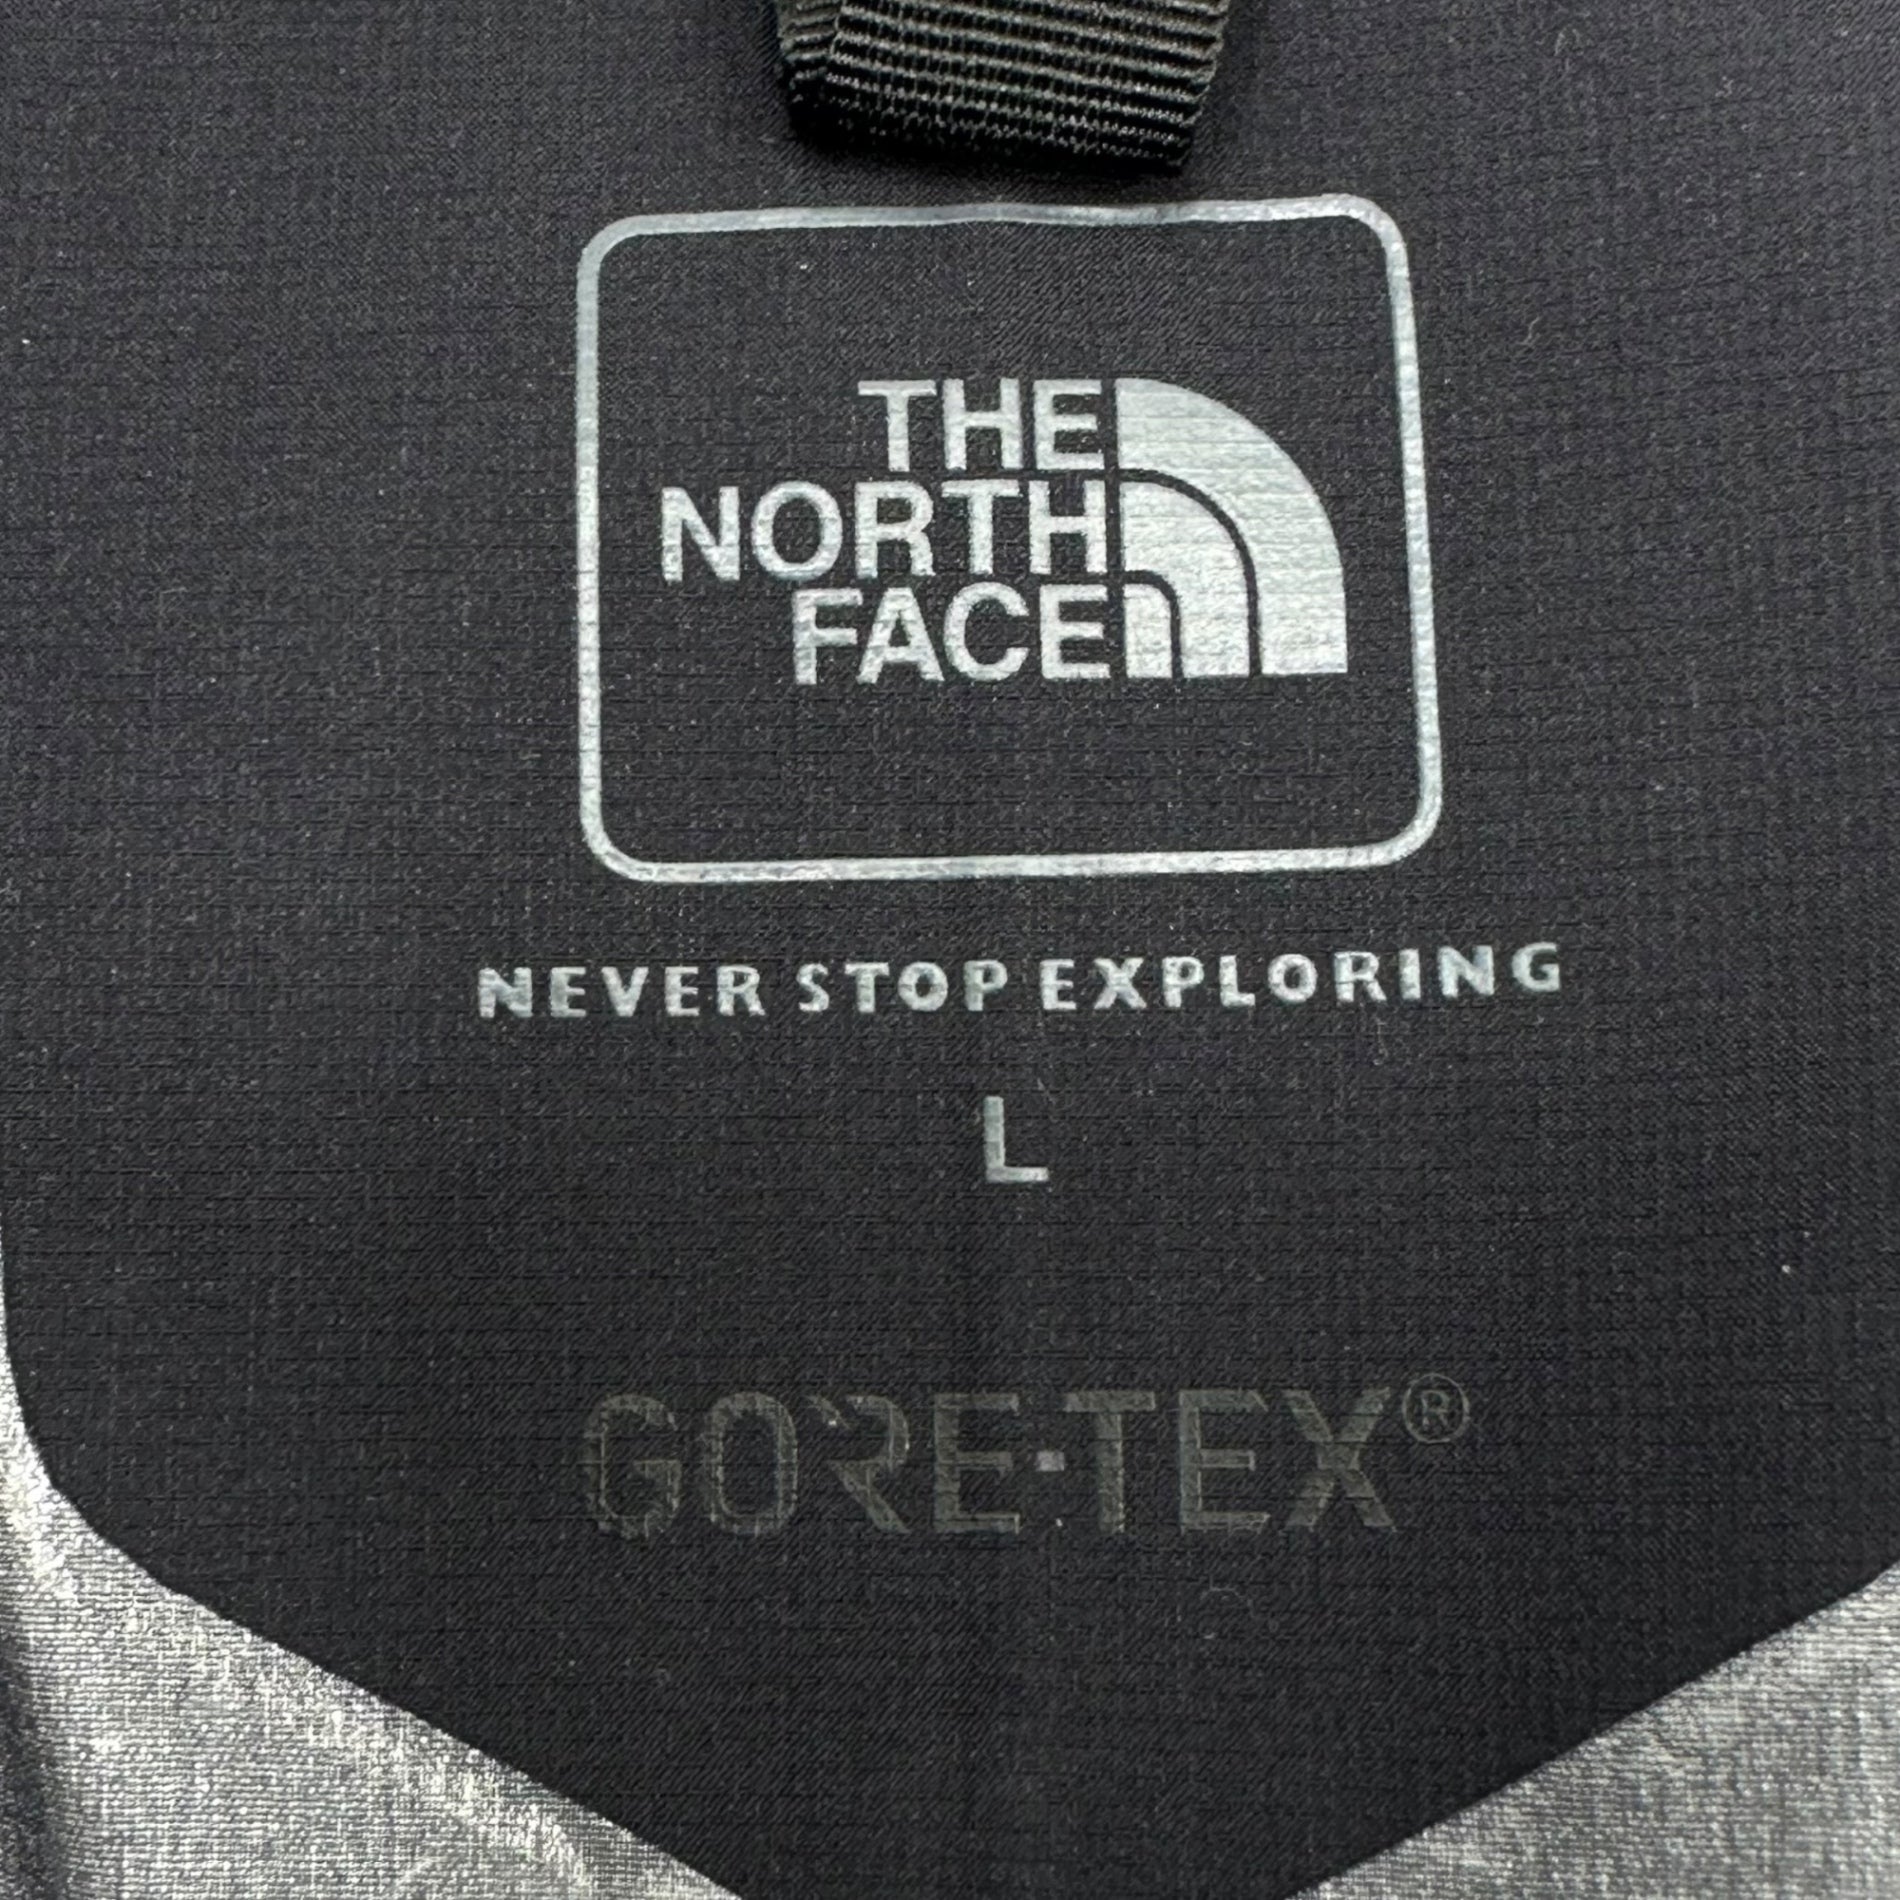 THE
NORTH
FACE
NEVER STOP EXPLORING
L
GORE-TEX®